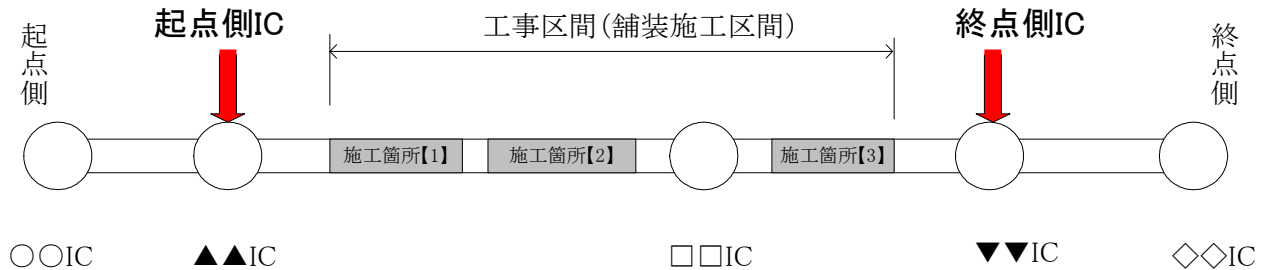 起点側
起点側IC
工事区間(舗装施工区間)
終点側IC
終点側
施工箇所【1】
施工箇所【2】
施工箇所【3】
○○IC
▲▲IC
□□IC
▼▼IC
◇◇IC